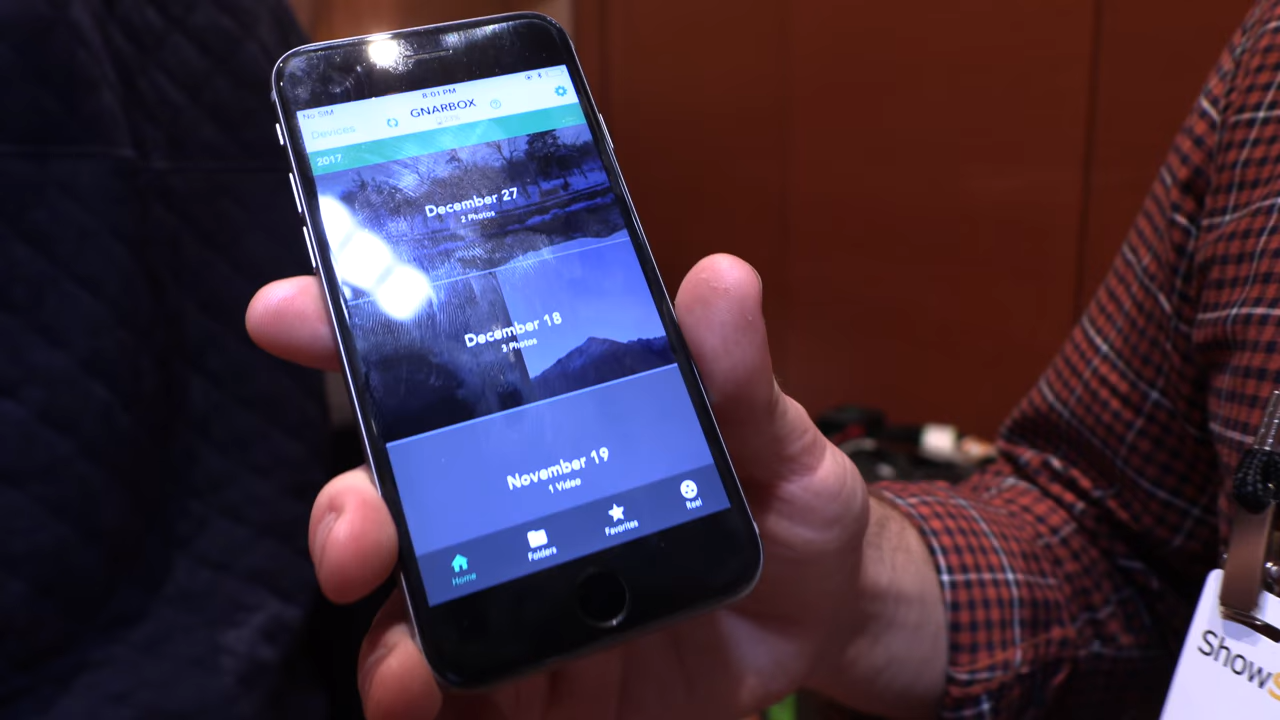 No SIM
8:01 PM
Devices
GNARBOX
2017
December 27
2 Photos
December 18
3 Photos
November 19
1 Video
Home
Folders
Favorites
Reel
Show